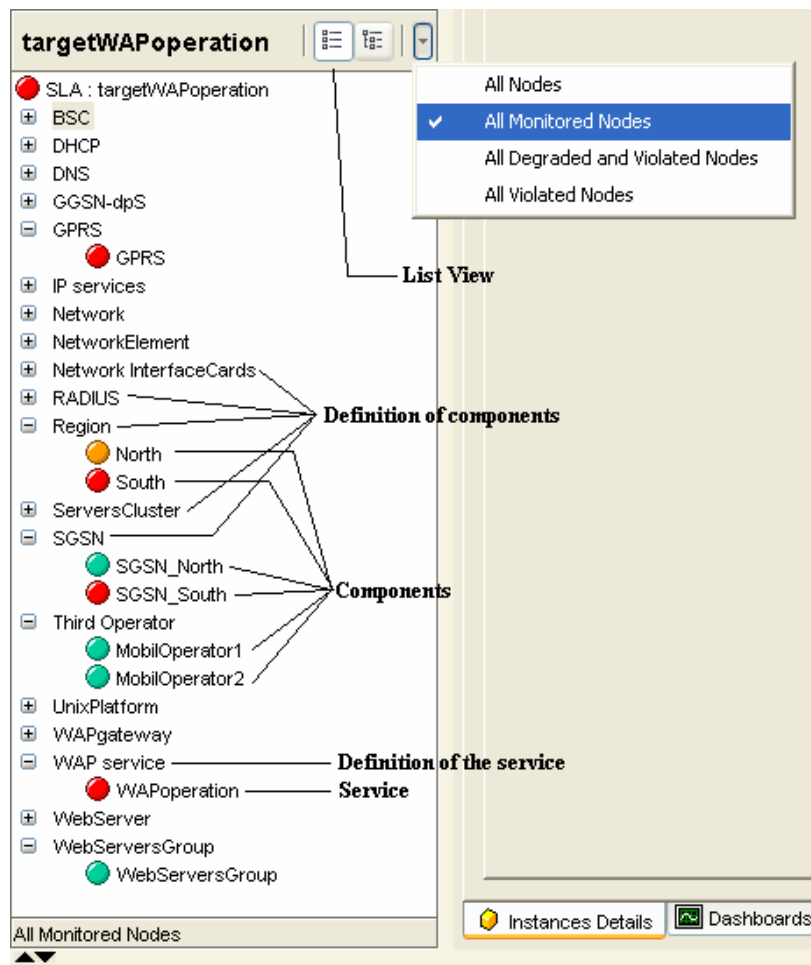 targetWAPoperation
All Nodes
All Monitored Nodes
All Degraded and Violated Nodes
All Violated Nodes
SLA : targetWAPoperation
BSC
DHCP
DNS
GGSN-dpS
GPRS
GPRS
List View
IP services
Network
NetworkElement
Network InterfaceCards
RADIUS
Definition of components
Region
North
South
ServersCluster
SGSN
SGSN_North
SGSN_South
Components
Third Operator
MobilOperator1
MobilOperator2
UnixPlatform
WAPgateway
WAP service
Definition of the service
WAPoperation
Service
WebServer
WebServersGroup
WebServersGroup
All Monitored Nodes
Instances Details
Dashboards